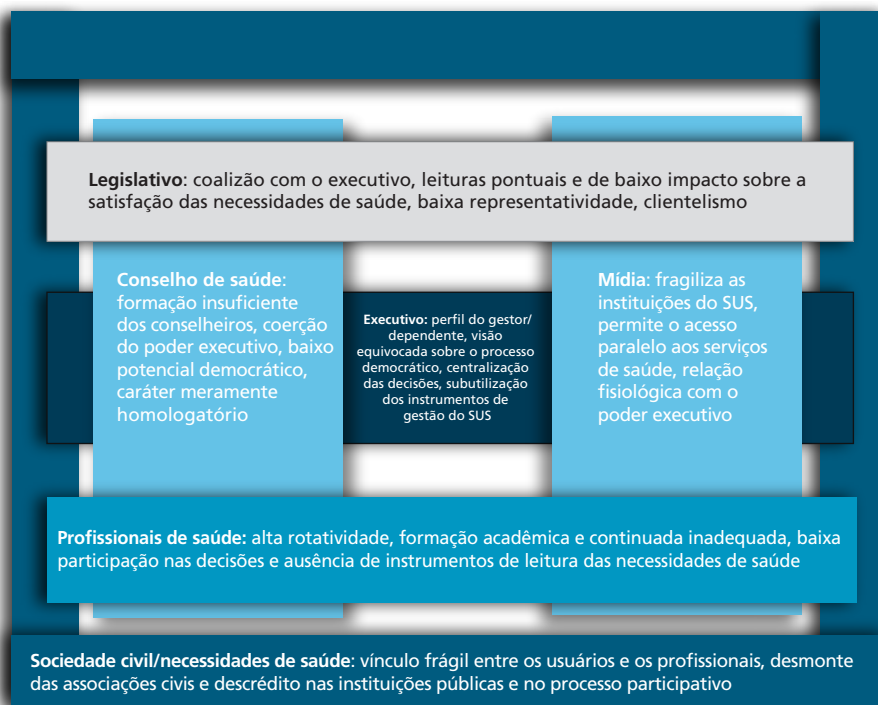 Legislativo: coalizão com o executivo, leituras pontuais e de baixo impacto sobre a
satisfação das necessidades de saúde, baixa representatividade, clientelismo
Conselho de saúde:
formação insuficiente
dos conselheiros, coerção
do poder executivo, baixo
potencial democrático,
caráter meramente
homologatório
Executivo: perfil do gestor/
dependente, visão
equivocada sobre o processo
democrático, centralização
das decisões, subutilização
dos instrumentos de
gestão do SUS
Mídia: fragiliza as
instituições do SUS,
permite o acesso
paralelo aos serviços
de saúde, relação
fisiológica com o
poder executivo
Profissionais de saúde: alta rotatividade, formação acadêmica e continuada inadequada, baixa
participação nas decisões e ausência de instrumentos de leitura das necessidades de saúde
Sociedade civil/necessidades de saúde: vínculo frágil entre os usuários e os profissionais, desmonte
das associações civis e descrédito nas instituições públicas e no processo participativo